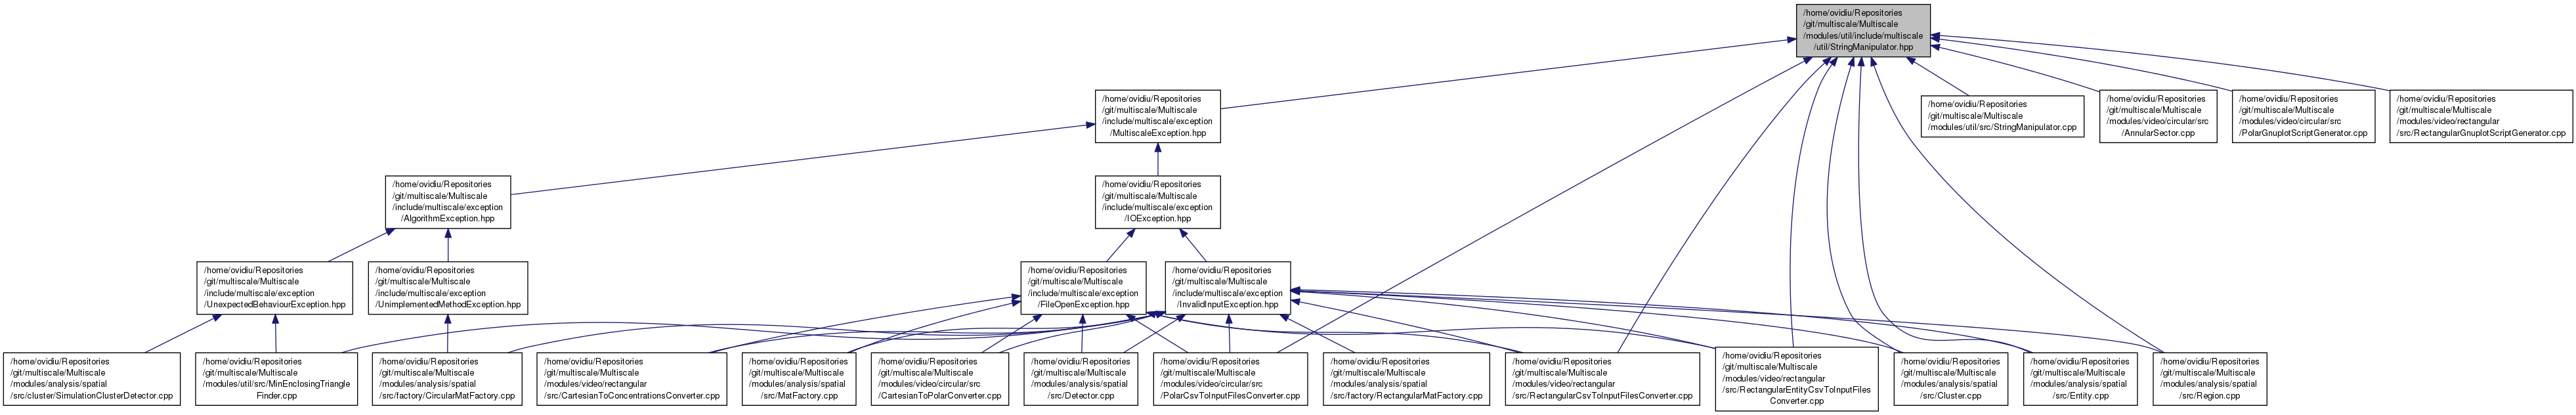 /home/ovidiu/Repositories
/git/multiscale/Multiscale
/modules/util/include/multiscale
/util/StringManipulator.hpp
/home/ovidiu/Repositories
/git/multiscale/Multiscale
/include/multiscale/exception
/MultiscaleException.hpp
/home/ovidiu/Repositories
/git/multiscale/Multiscale
/modules/util/src/StringManipulator.cpp
/home/ovidiu/Repositories
/git/multiscale/Multiscale
/modules/video/circular/src
/AnnularSector.cpp
/home/ovidiu/Repositories
/git/multiscale/Multiscale
/modules/video/circular/src
/PolarGnuplotScriptGenerator.cpp
/home/ovidiu/Repositories
/git/multiscale/Multiscale
/modules/video/rectangular
/src/RectangularGnuplotScriptGenerator.cpp
/home/ovidiu/Repositories
/git/multiscale/Multiscale
/include/multiscale/exception
/AlgorithmException.hpp
/home/ovidiu/Repositories
/git/multiscale/Multiscale
/include/multiscale/exception
/IOException.hpp
/home/ovidiu/Repositories
/git/multiscale/Multiscale
/include/multiscale/exception
/UnexpectedBehaviourException.hpp
/home/ovidiu/Repositories
/git/multiscale/Multiscale
/include/multiscale/exception
/UnimplementedMethodException.hpp
/home/ovidiu/Repositories
/git/multiscale/Multiscale
/include/multiscale/exception
/FileOpenException.hpp
/home/ovidiu/Repositories
/git/multiscale/Multiscale
/include/multiscale/exception
/InvalidInputException.hpp
/home/ovidiu/Repositories
/git/multiscale/Multiscale
/modules/analysis/spatial
/src/cluster/SimulationClusterDetector.cpp
/home/ovidiu/Repositories
/git/multiscale/Multiscale
/modules/util/src/MinEnclosingTriangle
Finder.cpp
/home/ovidiu/Repositories
/git/multiscale/Multiscale
/modules/analysis/spatial
/src/factory/CircularMatFactory.cpp
/home/ovidiu/Repositories
/git/multiscale/Multiscale
/modules/video/rectangular
/src/CartesianToConcentrationsConverter.cpp
/home/ovidiu/Repositories
/git/multiscale/Multiscale
/modules/analysis/spatial
/src/MatFactory.cpp
/home/ovidiu/Repositories
/git/multiscale/Multiscale
/modules/video/circular/src
/CartesianToPolarConverter.cpp
/home/ovidiu/Repositories
/git/multiscale/Multiscale
/modules/analysis/spatial
/src/Detector.cpp
/home/ovidiu/Repositories
/git/multiscale/Multiscale
/modules/video/circular/src
/PolarCsvToInputFilesConverter.cpp
/home/ovidiu/Repositories
/git/multiscale/Multiscale
/modules/analysis/spatial
/src/factory/RectangularMatFactory.cpp
/home/ovidiu/Repositories
/git/multiscale/Multiscale
/modules/video/rectangular
/src/RectangularCsvToInputFilesConverter.cpp
/home/ovidiu/Repositories
/git/multiscale/Multiscale
/modules/video/rectangular
/src/RectangularEntityCsvToInputFiles
Converter.cpp
/home/ovidiu/Repositories
/git/multiscale/Multiscale
/modules/analysis/spatial
/src/Cluster.cpp
/home/ovidiu/Repositories
/git/multiscale/Multiscale
/modules/analysis/spatial
/src/Entity.cpp
/home/ovidiu/Repositories
/git/multiscale/Multiscale
/modules/analysis/spatial
/src/Region.cpp